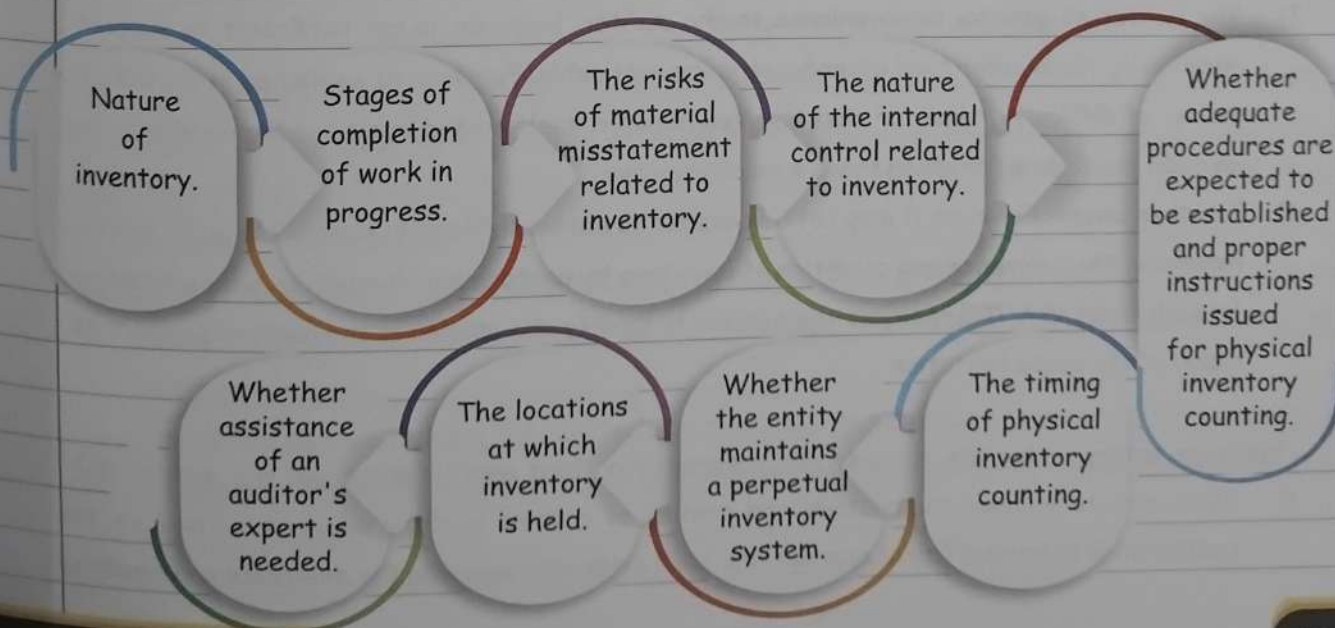 Nature
of
inventory.
Stages of
completion
of work in
progress.
The risks
of material
misstatement
related to
inventory.
The nature
of the internal
control related
to inventory.
Whether
adequate
procedures are
expected to
be established
and proper
instructions
issued
for physical
inventory
counting.
The timing
of physical
inventory
counting.
Whether
the entity
maintains
a perpetual
inventory
system.
The locations
at which
inventory
is held.
Whether
assistance
of an
auditor's
expert is
needed.